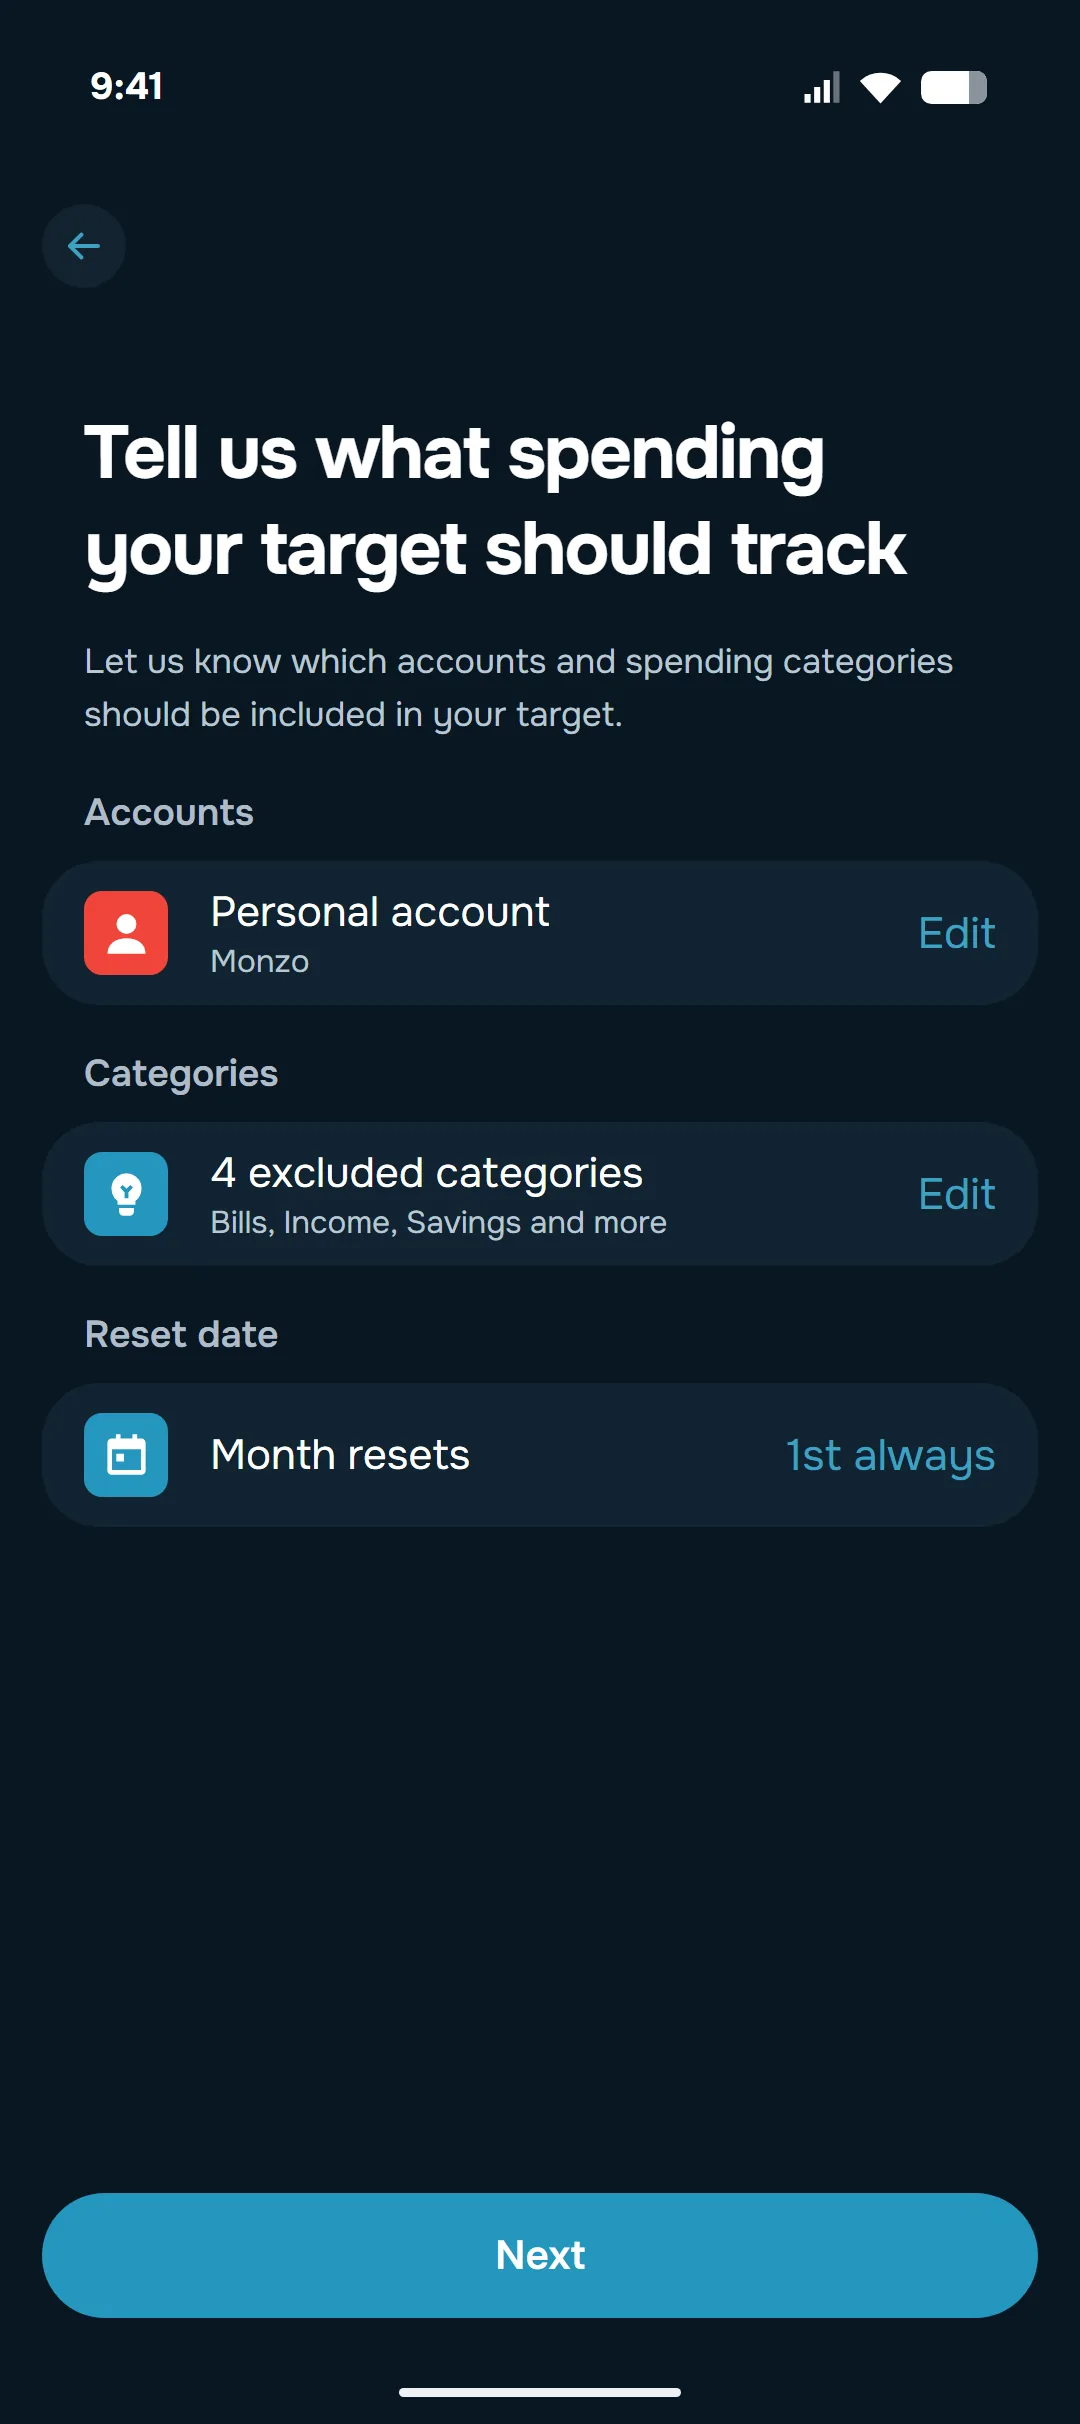 9:41
Tell us what spending
your target should track
Let us know which accounts and spending categories
should be included in your target.
Accounts
Personal account
Monzo
Edit
Categories
4 excluded categories
Bills, Income, Savings and more
Edit
Reset date
Month resets
1st always
Next